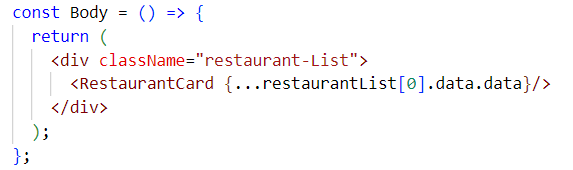 const Body = () => {
  return (
    <div className="restaurant-List">
      <RestaurantCard {...restaurantList[0].data.data}/>
    </div>
  );
};